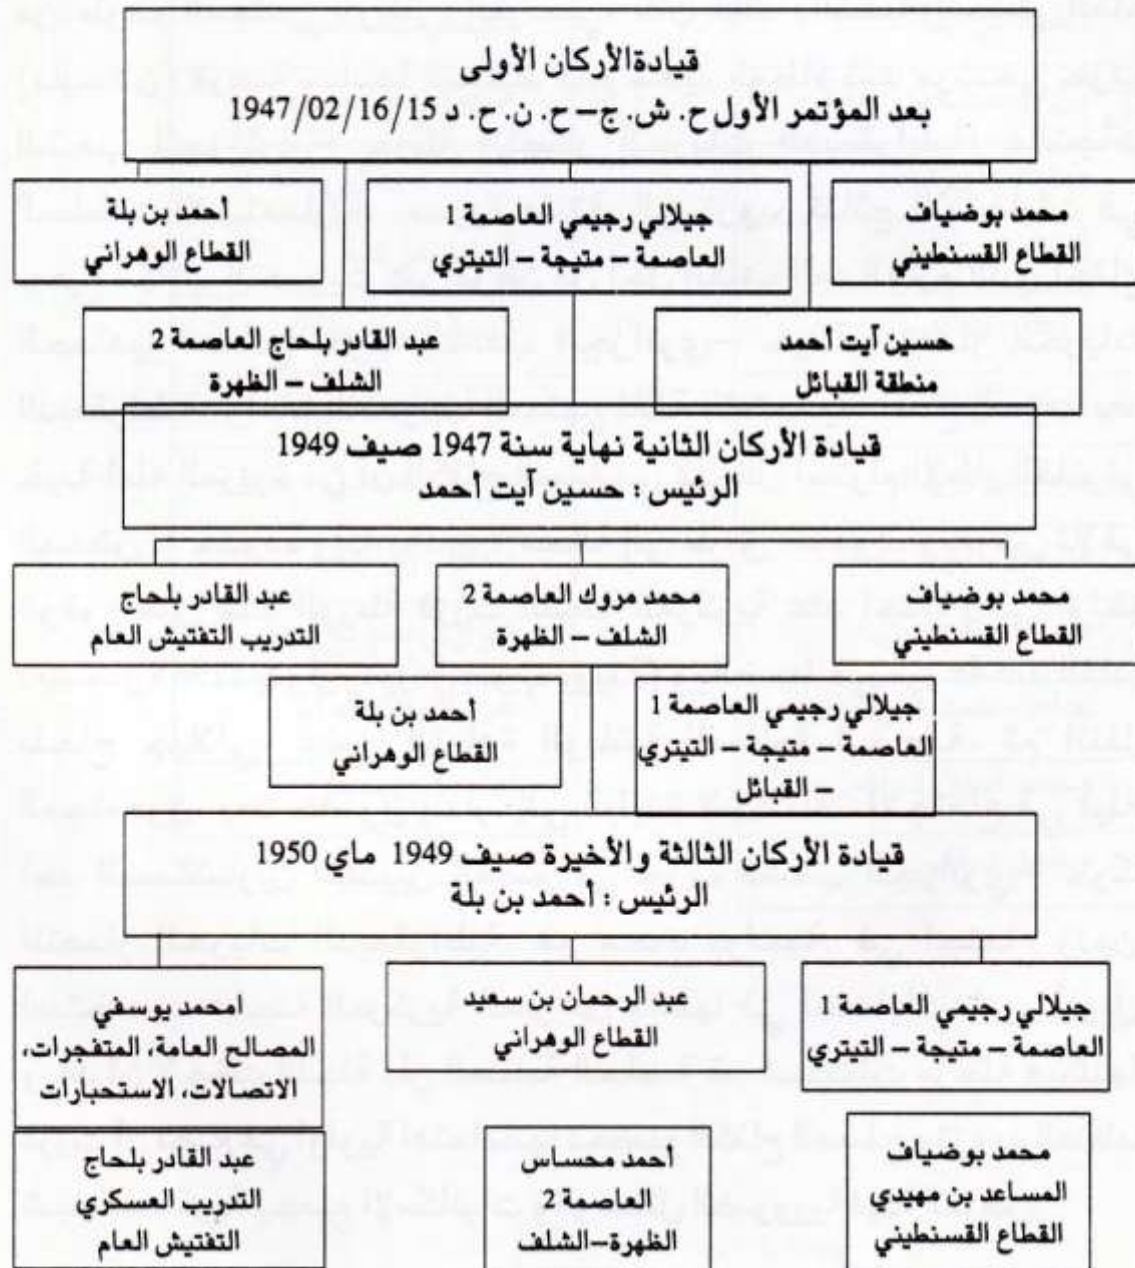 قيادة الأركان الأولى
بعد المؤتمر الأول ح. ش. ج – ح. ن. ح. د 15/16/02/1947
محمد بوضياف
القطاع القسنطيني
جيلالي رجيمي العاصمة 1
العاصمة – متيجة – التيتري
أحمد بن بلة
القطاع الوهراني
حسين آيت أحمد
منطقة القبائل
عبد القادر بلحاج العاصمة 2
الشلف – الظهرة
قيادة الأركان الثانية نهاية سنة 1947 صيف 1949
الرئيس : حسين آيت أحمد
محمد بوضياف
القطاع القسنطيني
محمد مروك العاصمة 2
الشلف – الظهرة
عبد القادر بلحاج
التدريب التفتيش العام
جيلالي رجيمي العاصمة 1
العاصمة – متيجة – التيتري
– القبائل
أحمد بن بلة
القطاع الوهراني
قيادة الأركان الثالثة والأخيرة صيف 1949 ماي 1950
الرئيس : أحمد بن بلة
جيلالي رجيمي العاصمة 1
العاصمة – متيجة – التيتري
عبد الرحمان بن سعيد
القطاع الوهراني
امحمد يوسفي
المصالح العامة، المتفجرات،
الاتصالات، الاستحبارات
محمد بوضياف
المساعد بن مهيدي
القطاع القسنطيني
أحمد محساس
العاصمة 2
الظهرة–الشلف
عبد القادر بلحاج
التدريب العسكري
التفتيش العام